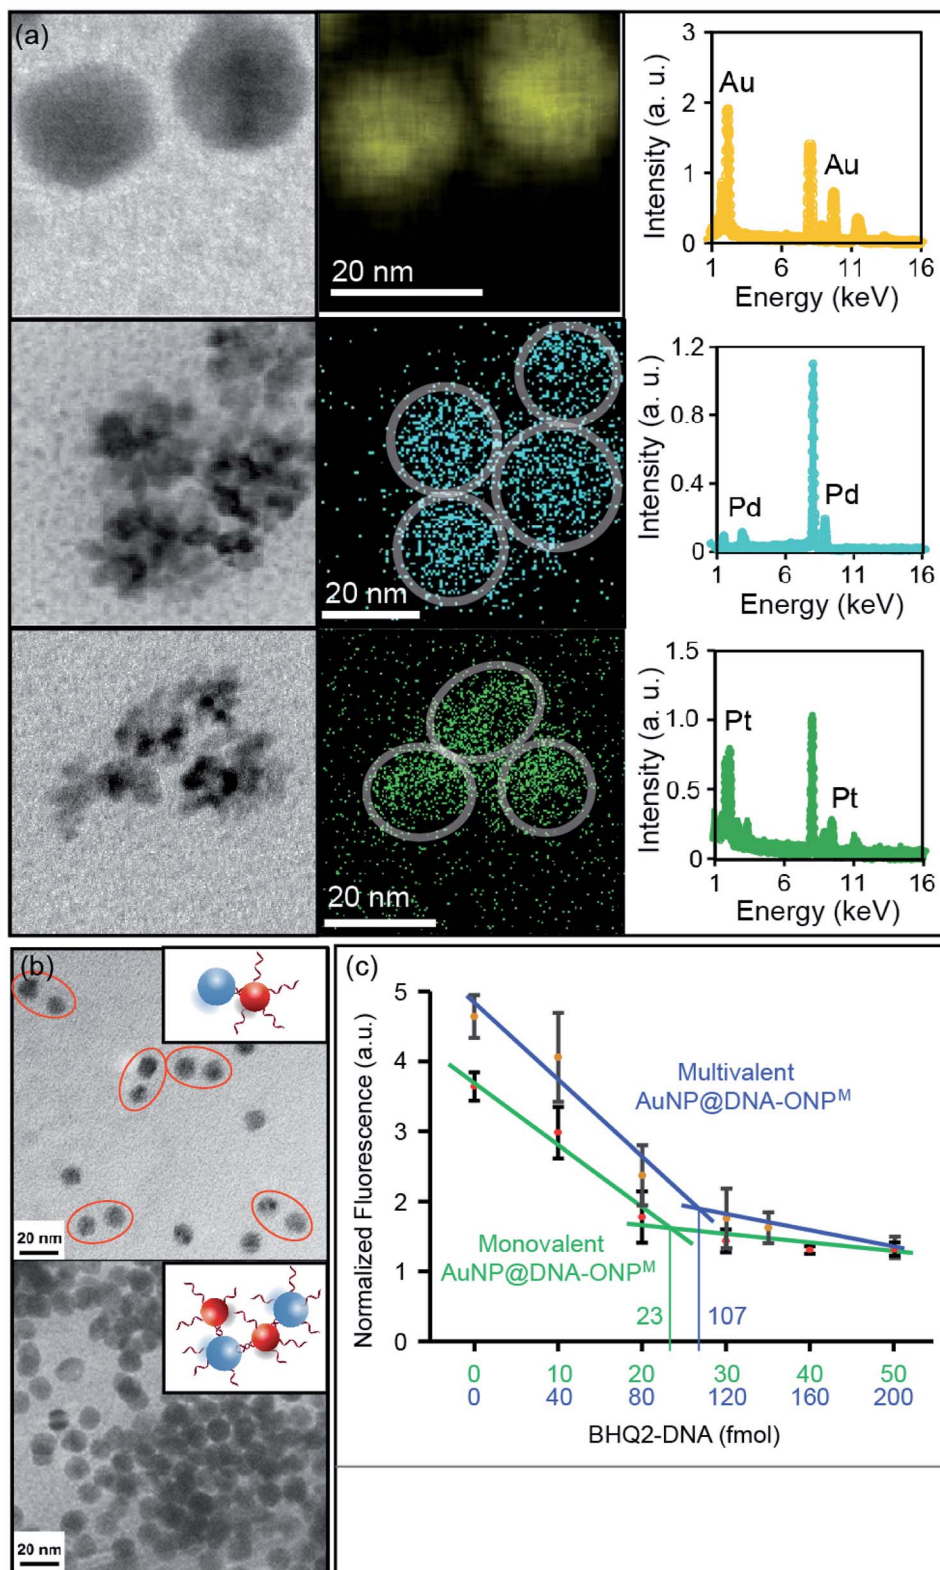 (a)
20 nm
3
2
1
0
Intensity (a. u.)
Au
Au
1
6
11
16
Energy (keV)
20 nm
1.2
0.8
0.4
0
Intensity (a. u.)
Pd
Pd
1
6
11
16
Energy (keV)
20 nm
1.5
1.0
0.5
0
Intensity (a. u.)
Pt
Pt
1
6
11
16
Energy (keV)
(b)
20 nm
20 nm
(c)
5
4
3
2
1
0
Normalized Fluorescence (a.u.)
Multivalent
AuNP@DNA-ONPᴹ
Monovalent
AuNP@DNA-ONPᴹ
23
107
0 10 20 30 40 50
0 40 80 120 160 200
BHQ2-DNA (fmol)